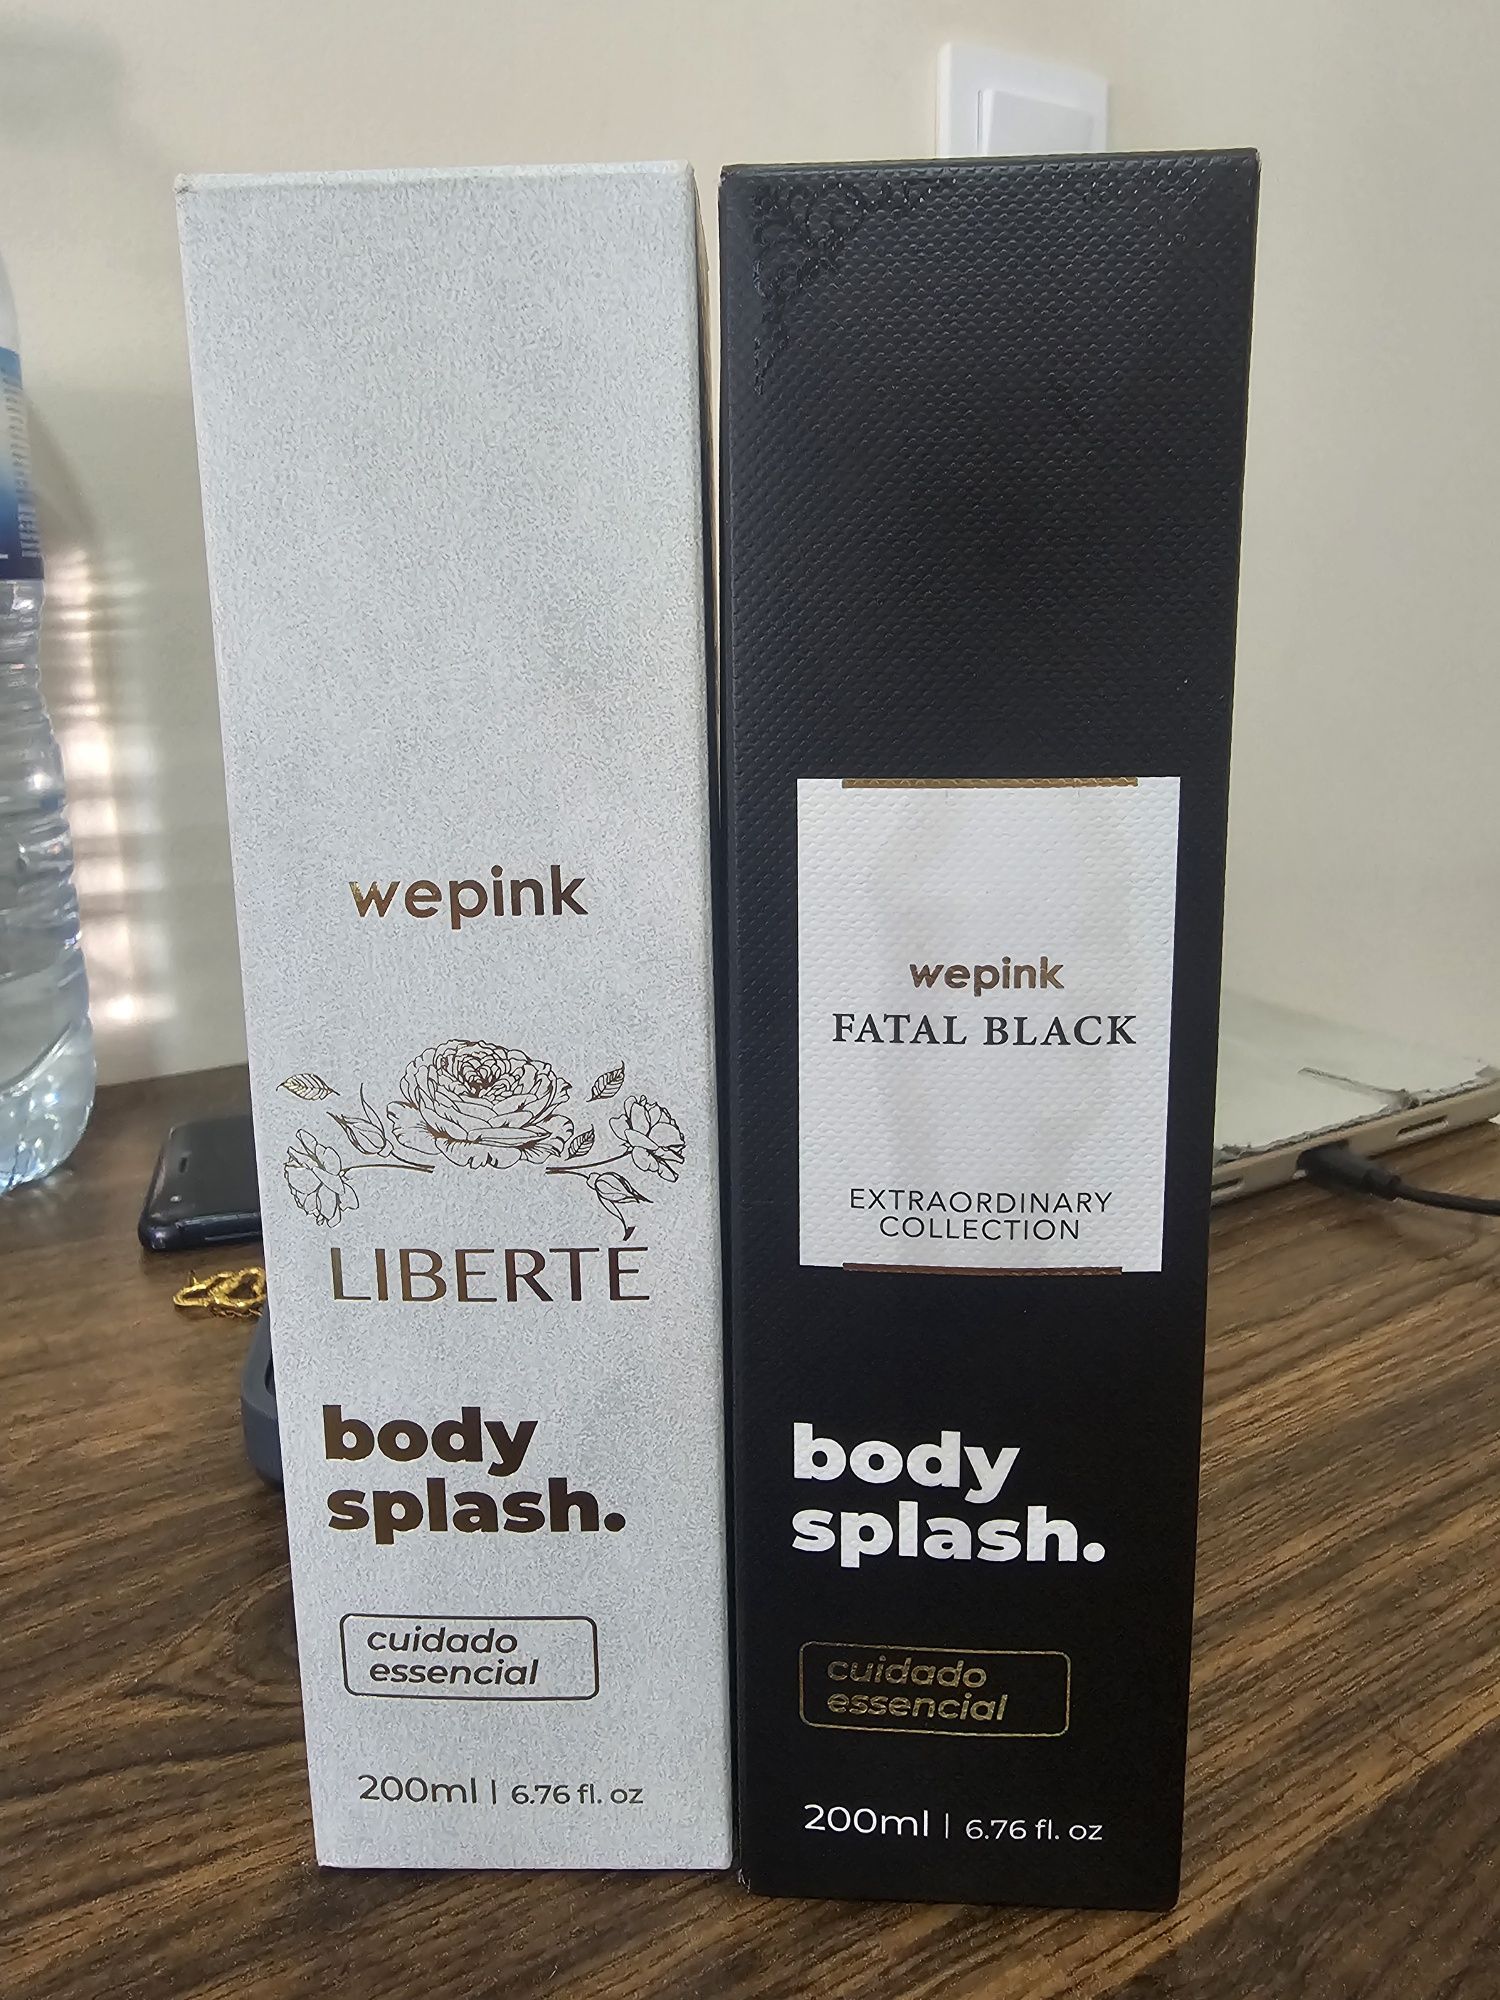 wepink
LIBERTÉ
body
splash.
cuidado
essencial
200ml | 6.76 fl. oz
wepink
FATAL BLACK
EXTRAORDINARY
COLLECTION
body
splash.
cuidado
essencial
200ml | 6.76 fl. oz